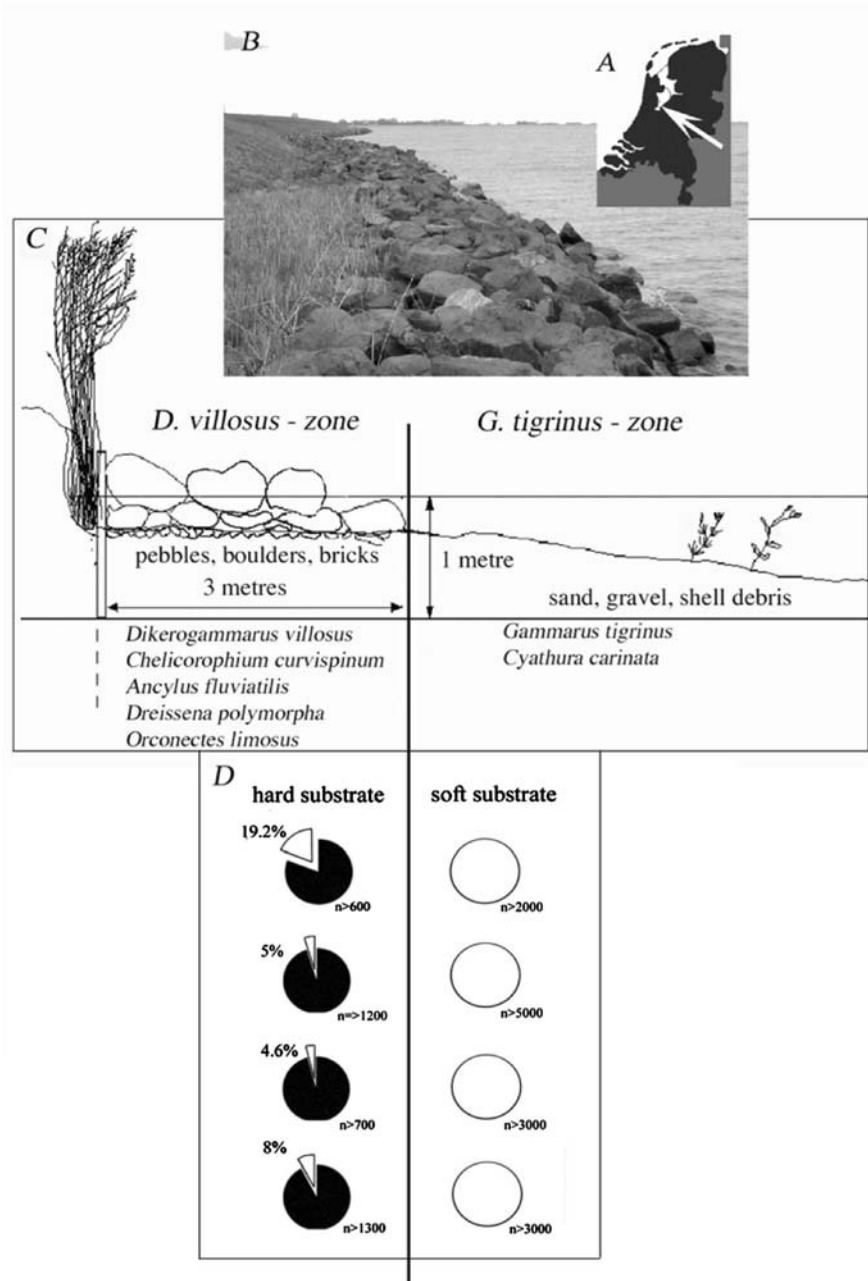 B
A
C
D. villosus - zone
G. tigrinus - zone
pebbles, boulders, bricks
3 metres
1 metre
sand, gravel, shell debris
Dikerogammarus villosus
Chelicorophium curvispinum
Ancylus fluviatilis
Dreissena polymorpha
Orconectes limosus
Gammarus tigrinus
Cyathura carinata
D
hard substrate
soft substrate
19.2%
n>600
n>2000
5%
n=>1200
n>5000
4.6%
n>700
n>3000
8%
n>1300
n>3000